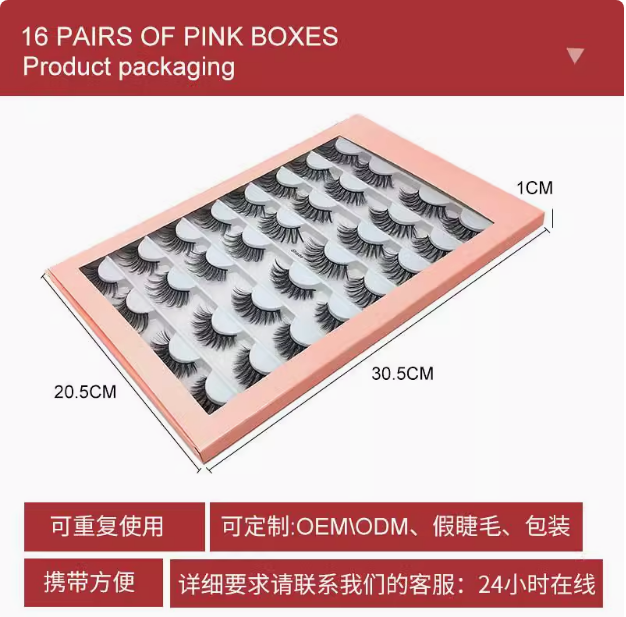 16 PAIRS OF PINK BOXES
Product packaging
1CM
30.5CM
20.5CM
可重复使用
可定制:OEM\ODM、假睫毛、包装
携带方便
详细要求请联系我们的客服：24小时在线